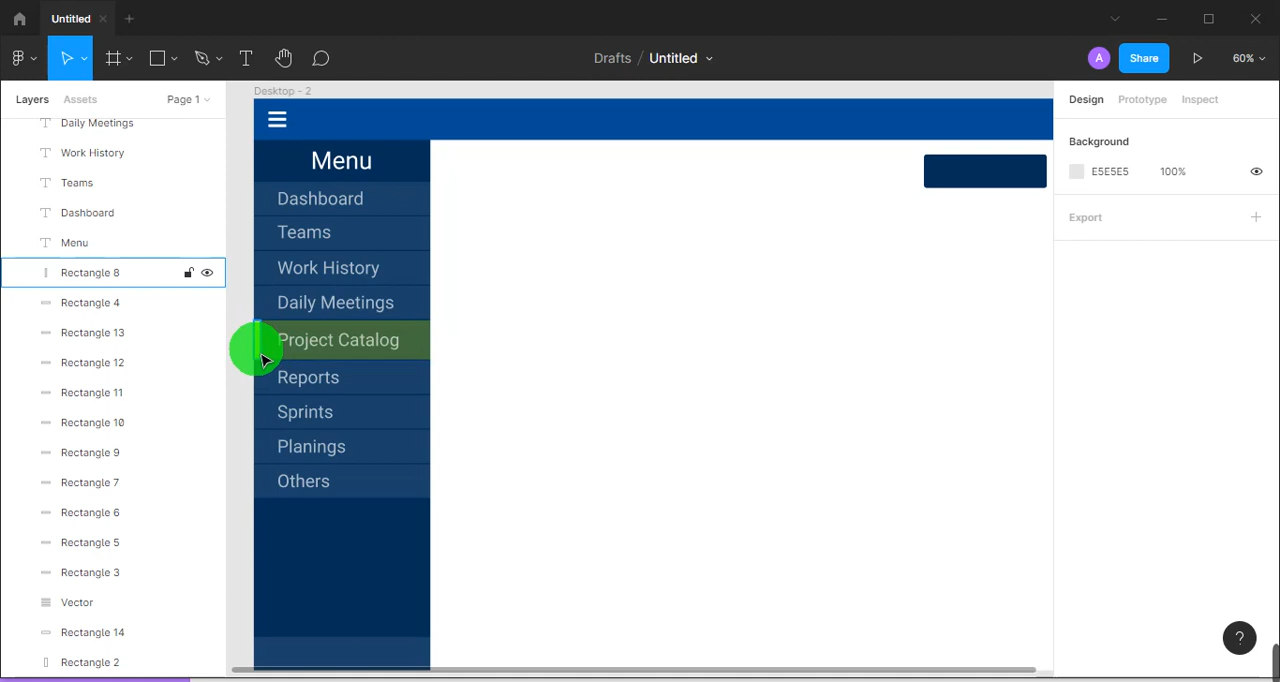 Untitled
Drafts / Untitled
A
Share
60%
Layers
Assets
Page 1
Daily Meetings
Work History
Teams
Dashboard
Menu
Rectangle 8
Rectangle 4
Rectangle 13
Rectangle 12
Rectangle 11
Rectangle 10
Rectangle 9
Rectangle 7
Rectangle 6
Rectangle 5
Rectangle 3
Vector
Rectangle 14
Rectangle 2
Desktop - 2
Menu
Dashboard
Teams
Work History
Daily Meetings
Project Catalog
Reports
Sprints
Planings
Others
Design
Prototype
Inspect
Background
E5E5E5
100%
Export
?